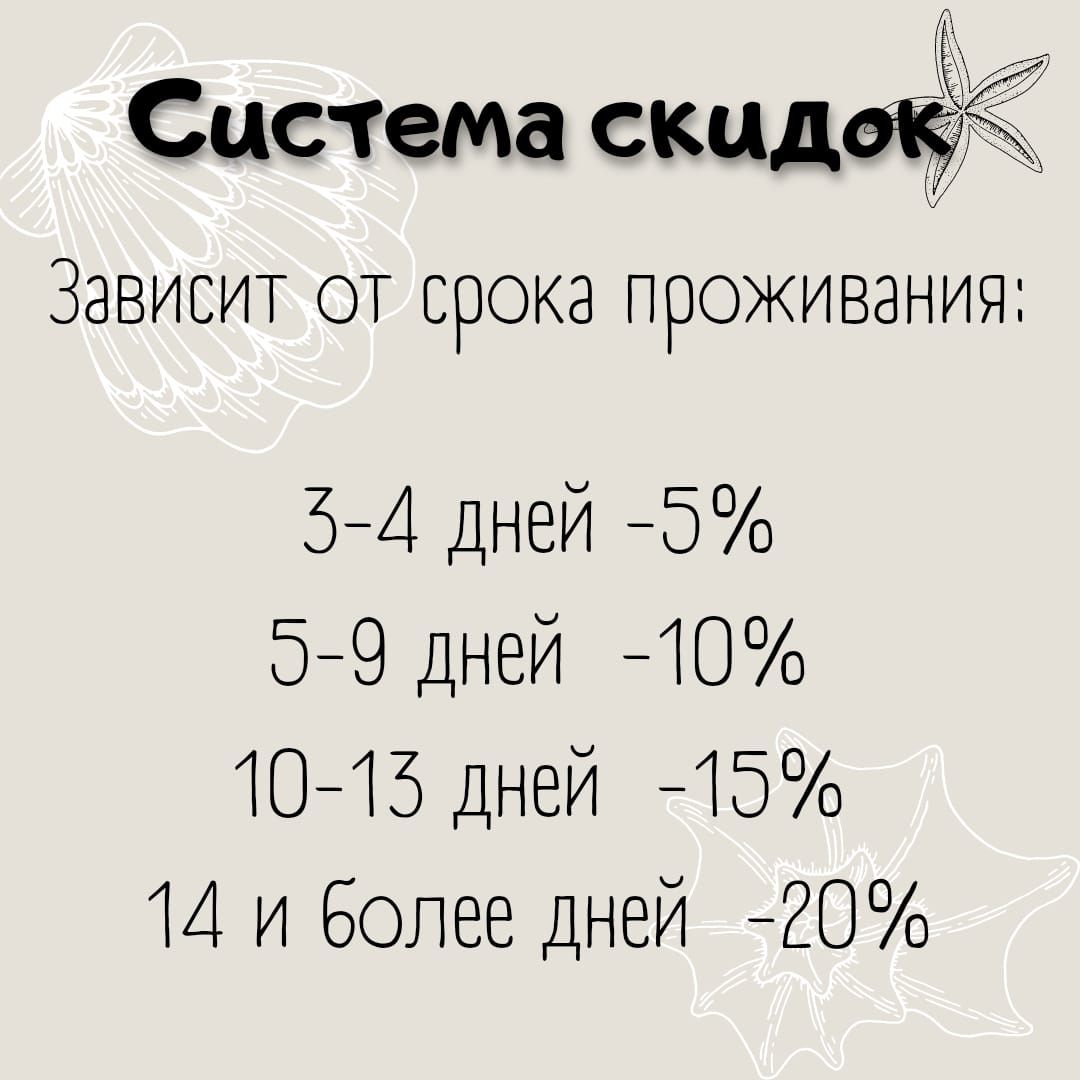 Система скидок
Зависит от срока проживания:
3-4 дней -5%
5-9 дней -10%
10-13 дней -15%
14 и более дней -20%